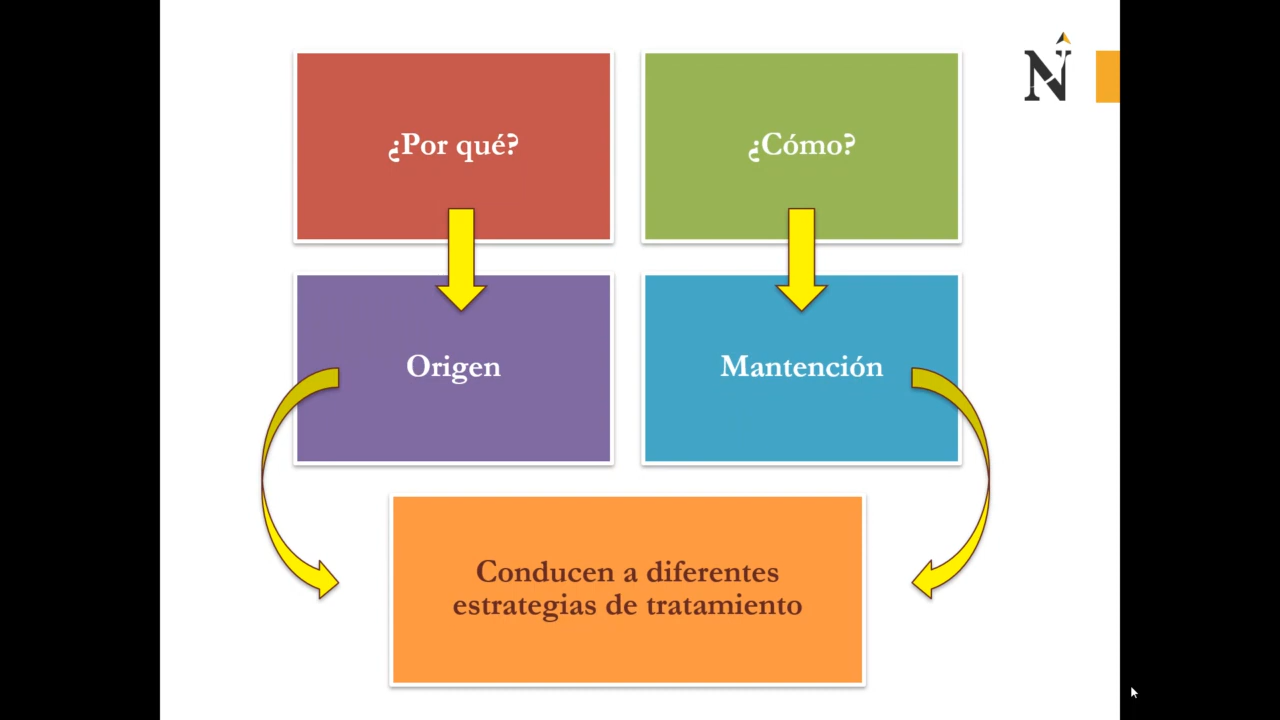 ¿Por qué?
¿Cómo?
Origen
Mantención
Conducen a diferentes
estrategias de tratamiento
N